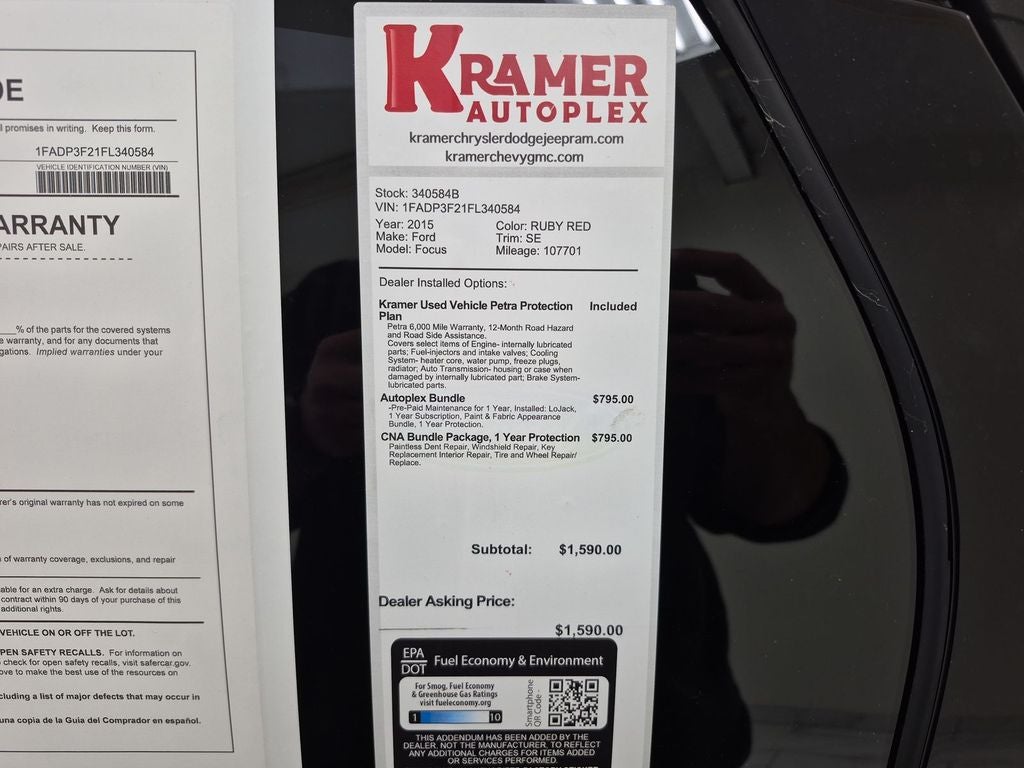 DE
l promises in writing. Keep this form.
1FADP3F21FL340584
VEHICLE IDENTIFICATION NUMBER (VIN)
ARRANTY
PAIRS AFTER SALE.
% of the parts for the covered systems
e warranty, and for any documents that
gations. Implied warranties under your
rer's original warranty has not expired on some
of warranty coverage, exclusions, and repair
able for an extra charge. Ask for details about
contract within 90 days of your purchase of this
additional rights.
VEHICLE ON OR OFF THE LOT.
PEN SAFETY RECALLS. For information on
check for open safety recalls, visit safercar.gov.
ove to make the best use of the resources on
cluding a list of major defects that may occur in
una copia de la Guia del Comprador en español.
KRAMER
AUTOPLEX
kramerchryslerdodgejeepram.com
kramerchevygmc.com
Stock: 340584B
VIN: 1FADP3F21FL340584
Year: 2015 Color: RUBY RED
Make: Ford Trim: SE
Model: Focus Mileage: 107701
Dealer Installed Options:
Kramer Used Vehicle Petra Protection Included
Plan
Petra 6,000 Mile Warranty, 12-Month Road Hazard
and Road Side Assistance.
Covers select items of Engine- internally lubricated
parts; Fuel-injectors and intake valves; Cooling
System- heater core, water pump, freeze plugs,
radiator; Auto Transmission- housing or case when
damaged by internally lubricated part; Brake System-
lubricated parts.
Autoplex Bundle $795.00
-Pre-Paid Maintenance for 1 Year, Installed: LoJack,
1 Year Subscription, Paint & Fabric Appearance
Bundle, 1 Year Protection.
CNA Bundle Package, 1 Year Protection $795.00
Paintless Dent Repair, Windshield Repair, Key
Replacement Interior Repair, Tire and Wheel Repair/
Replace.
Subtotal: $1,590.00
Dealer Asking Price:
$1,590.00
EPA
DOT Fuel Economy & Environment
For Smog, Fuel Economy
& Greenhouse Gas Ratings
visit fueleconomy.org
1 10
Smartphone
QR Code -
THIS ADDENDUM HAS BEEN ADDED BY THE
DEALER, NOT THE MANUFACTURER, TO REFLECT
ANY ADDITIONAL CHARGES FOR ITEMS ADDED
OR SERVICES PERFORMED.